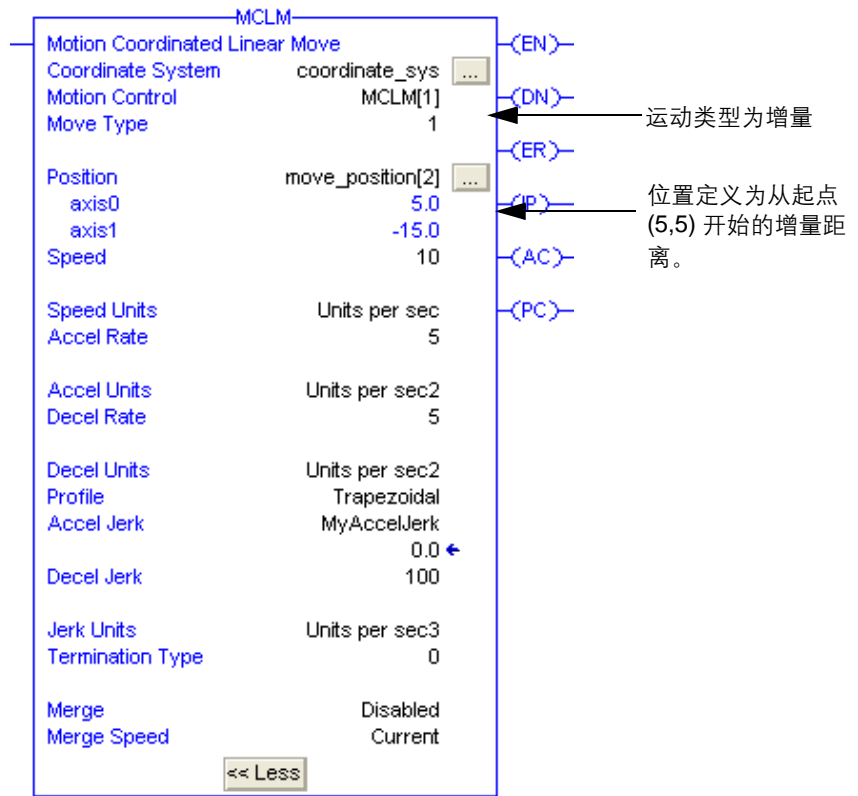 MCLM
Motion Coordinated Linear Move
(EN)
Coordinate System coordinate_sys ...
Motion Control MCLM[1]
(DN)
Move Type 1
运动类型为增量
(ER)
Position move_position[2] ...
axis0 5.0
(IP)
axis1 -15.0
位置定义为从起点
(5,5) 开始的增量距
离。
Speed 10
(AC)
Speed Units Units per sec
(PC)
Accel Rate 5
Accel Units Units per sec2
Decel Rate 5
Decel Units Units per sec2
Profile Trapezoidal
Accel Jerk MyAccelJerk
0.0
Decel Jerk 100
Jerk Units Units per sec3
Termination Type 0
Merge Disabled
Merge Speed Current
<< Less